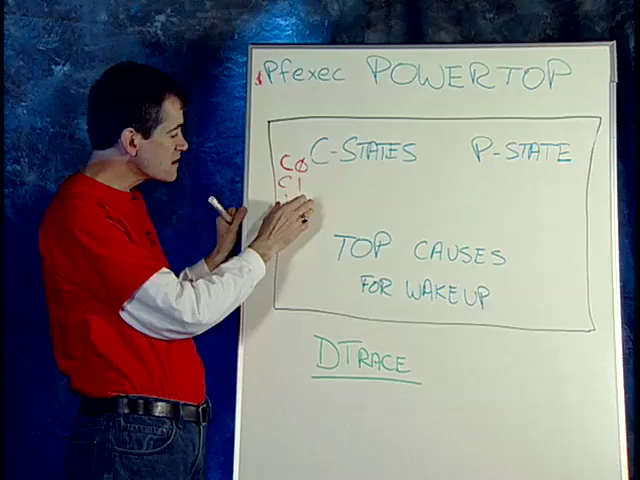 $ Pfexec POWERTOP
C-STATES P-STATE
C0
C1
TOP CAUSES
FOR WAKEUP
DTRACE